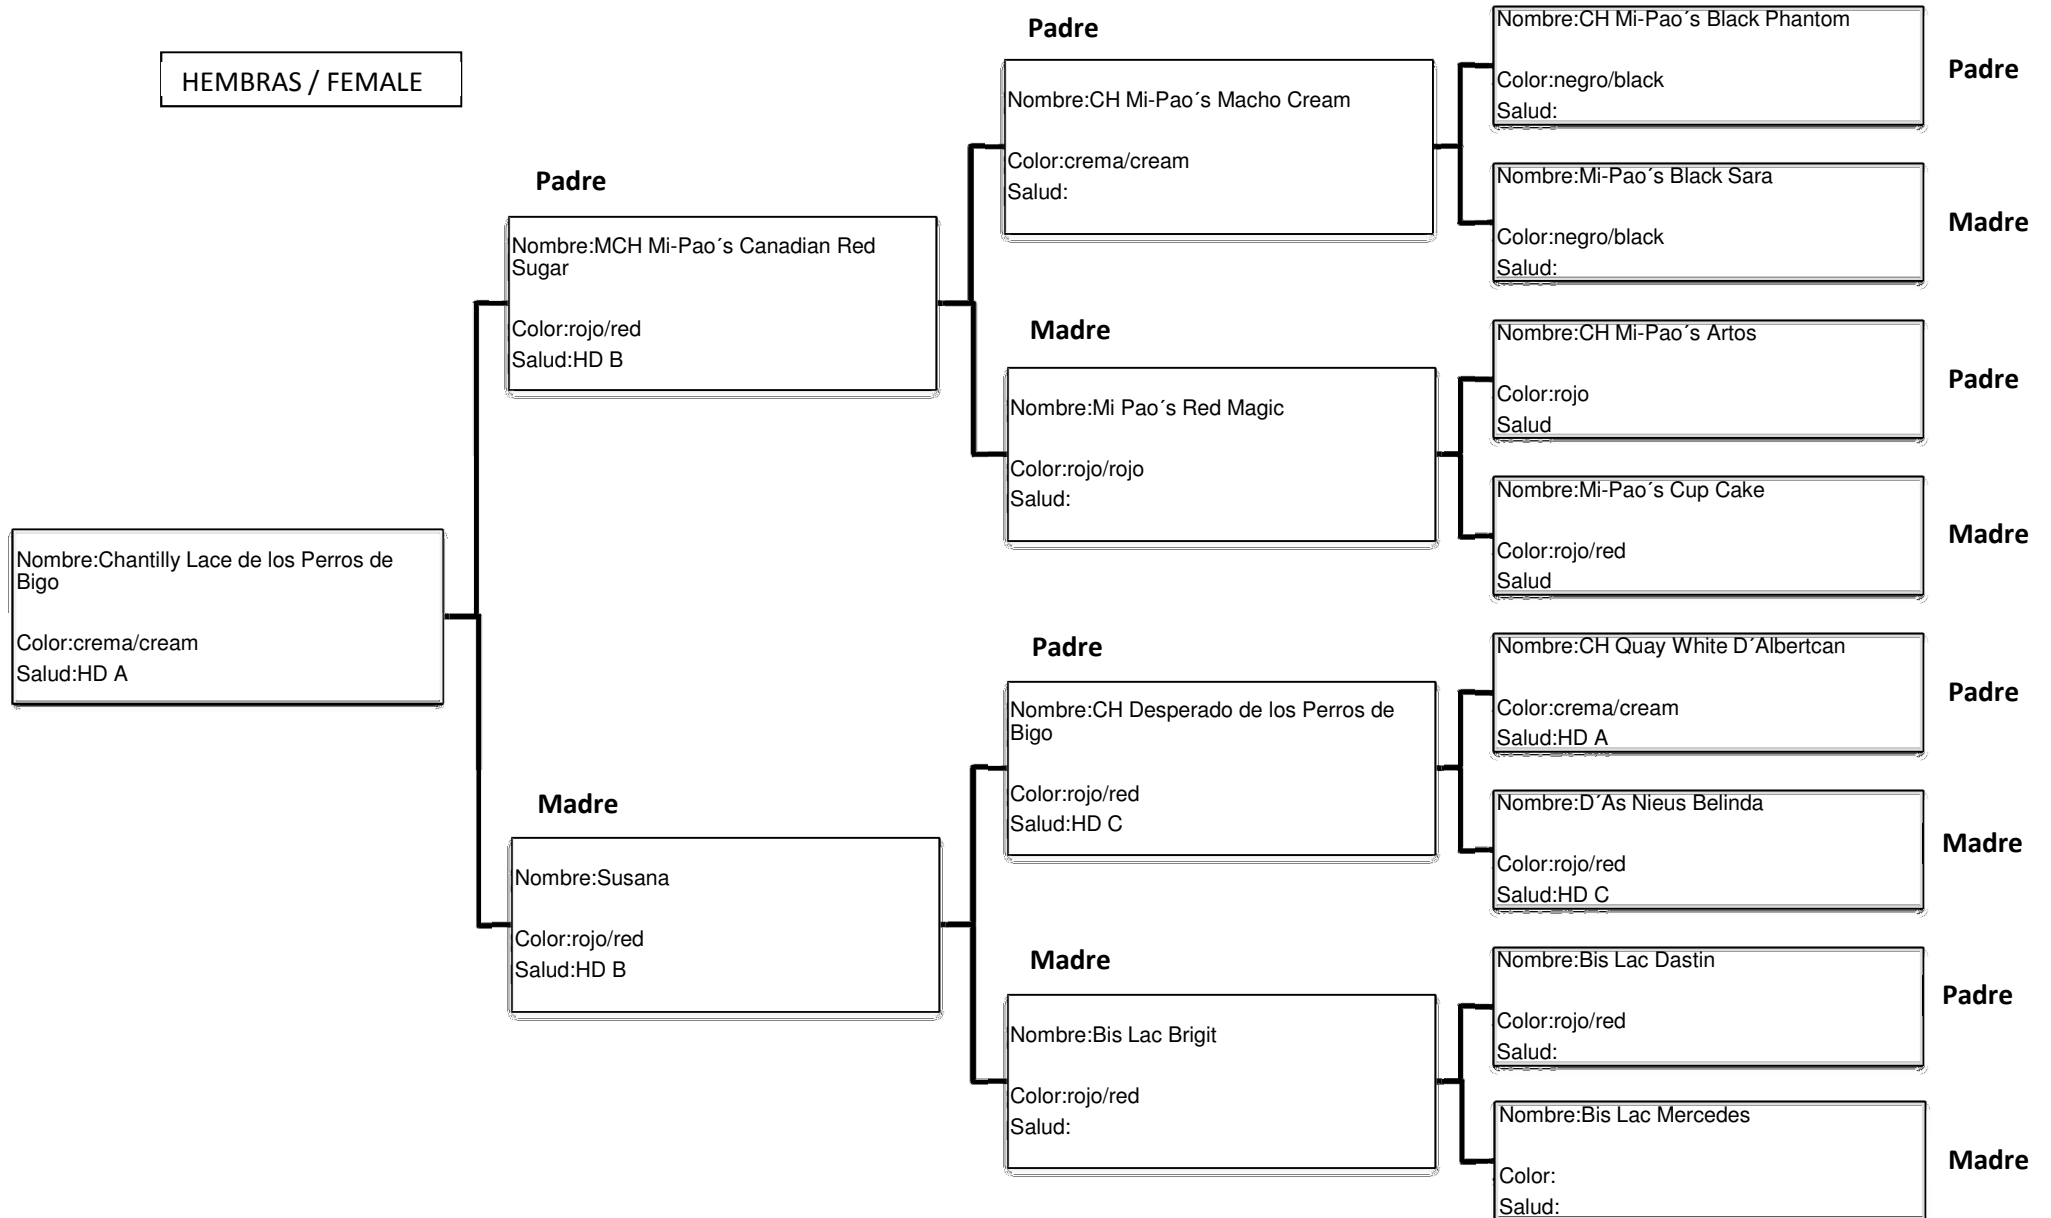 HEMBRAS / FEMALE
Nombre:Chantilly Lace de los Perros de
Bigo
Color:crema/cream
Salud:HD A
Padre
Nombre:MCH Mi-Pao´s Canadian Red
Sugar
Color:rojo/red
Salud:HD B
Madre
Nombre:Susana
Color:rojo/red
Salud:HD B
Padre
Nombre:CH Mi-Pao´s Macho Cream
Color:crema/cream
Salud:
Madre
Nombre:Mi Pao´s Red Magic
Color:rojo/rojo
Salud:
Padre
Nombre:CH Desperado de los Perros de
Bigo
Color:rojo/red
Salud:HD C
Madre
Nombre:Bis Lac Brigit
Color:rojo/red
Salud:
Nombre:CH Mi-Pao´s Black Phantom
Color:negro/black
Salud:
Padre
Nombre:Mi-Pao´s Black Sara
Color:negro/black
Salud:
Madre
Nombre:CH Mi-Pao´s Artos
Color:rojo
Salud
Padre
Nombre:Mi-Pao´s Cup Cake
Color:rojo/red
Salud
Madre
Nombre:CH Quay White D´Albertcan
Color:crema/cream
Salud:HD A
Padre
Nombre:D´As Nieus Belinda
Color:rojo/red
Salud:HD C
Madre
Nombre:Bis Lac Dastin
Color:rojo/red
Salud:
Padre
Nombre:Bis Lac Mercedes
Color:
Salud:
Madre